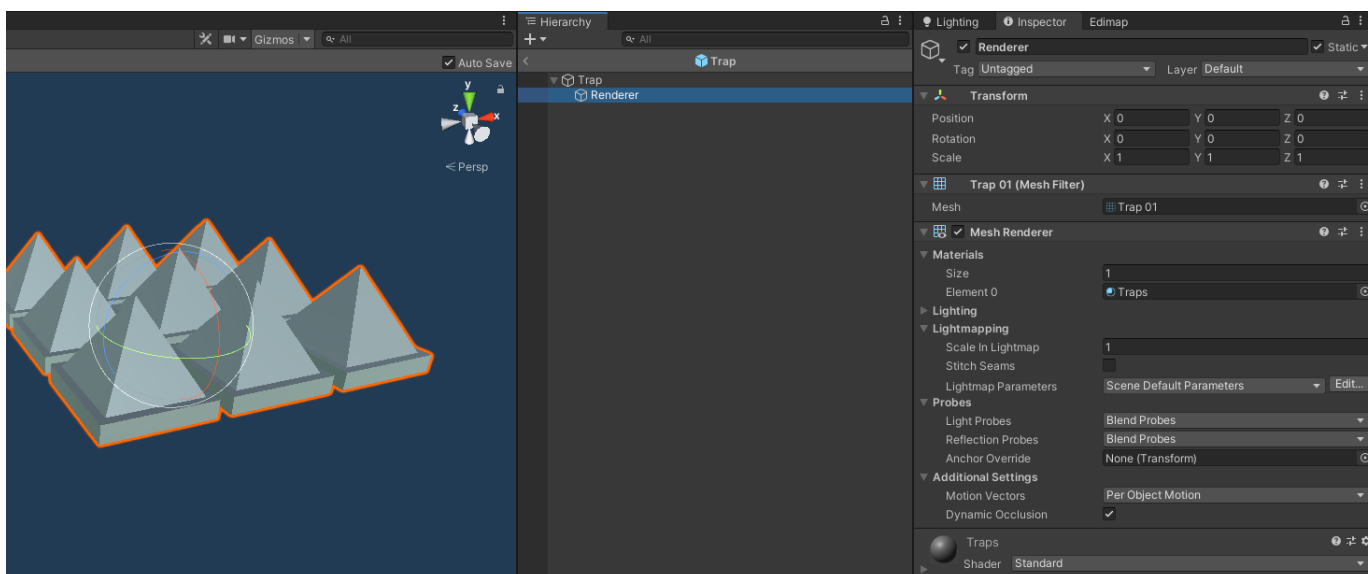 Gizmos
All
Auto Save
y
z
x
Persp
Hierarchy
All
Trap
Trap
Renderer
Lighting
Inspector
Edimap
Renderer
Static
Tag Untagged
Layer Default
Transform
Position X 0 Y 0 Z 0
Rotation X 0 Y 0 Z 0
Scale X 1 Y 1 Z 1
Trap 01 (Mesh Filter)
Mesh Trap 01
Mesh Renderer
Materials
Size 1
Element 0 Traps
Lighting
Lightmapping
Scale In Lightmap 1
Stitch Seams
Lightmap Parameters Scene Default Parameters Edit...
Probes
Light Probes Blend Probes
Reflection Probes Blend Probes
Anchor Override None (Transform)
Additional Settings
Motion Vectors Per Object Motion
Dynamic Occlusion
Traps
Shader Standard